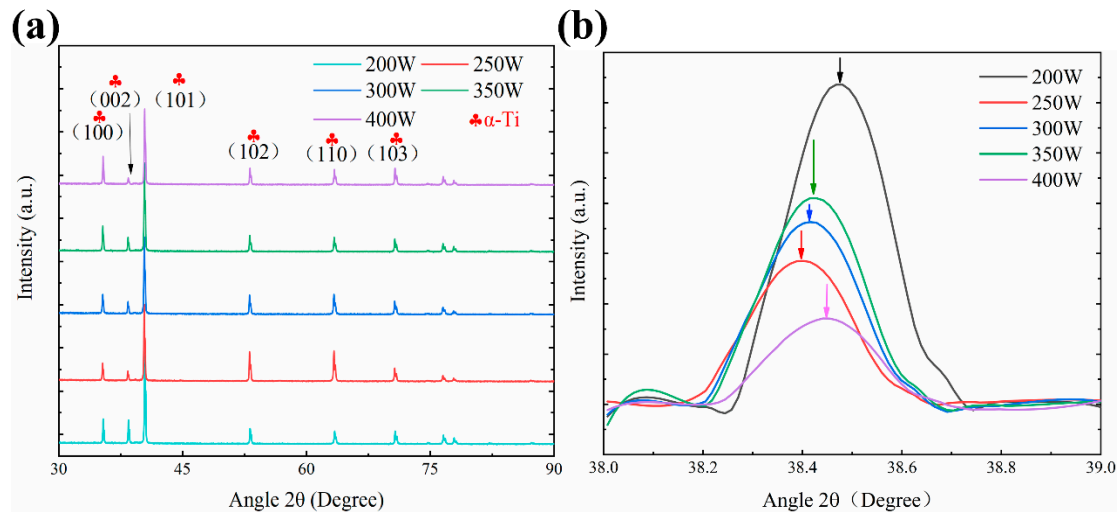 (a)
200W 250W
300W 350W
400W ♣α-Ti
♣ ♣
(002) (101)
♣
(100)
♣ ♣ ♣
(102) (110) (103)
Intensity (a.u.)
30 45 60 75 90
Angle 2θ (Degree)
(b)
200W
250W
300W
350W
400W
Intensity (a.u.)
38.0 38.2 38.4 38.6 38.8 39.0
Angle 2θ（Degree）